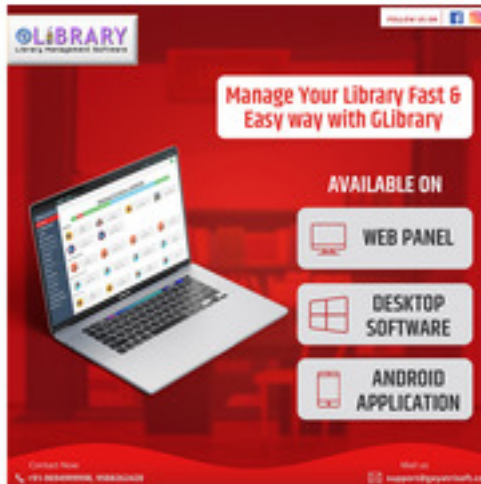 GLiBRARY
Library Management Software
FOLLOW US ON
Manage Your Library Fast &
Easy way with GLibrary
AVAILABLE ON
WEB PANEL
DESKTOP
SOFTWARE
ANDROID
APPLICATION
Contact Now
Mail us